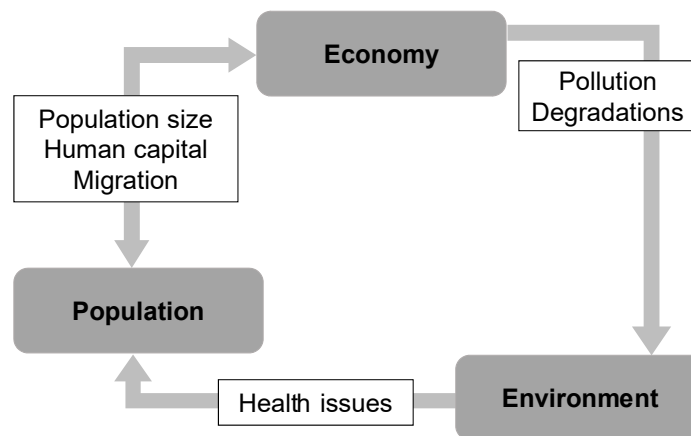 Economy
Pollution
Degradations
Population size
Human capital
Migration
Population
Health issues
Environment